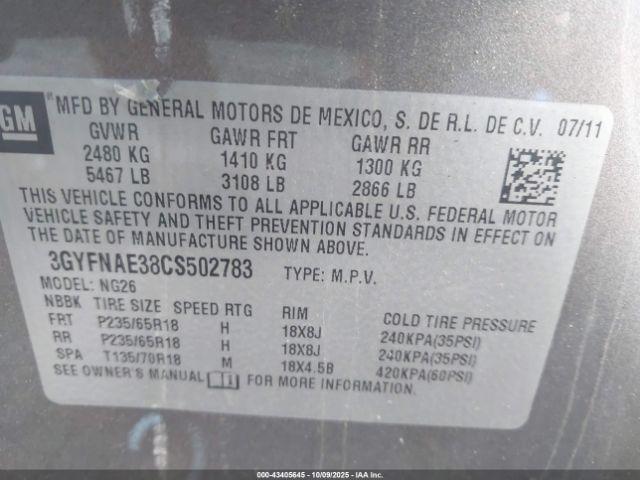 GM
MFD BY GENERAL MOTORS DE MEXICO, S. DE R.L. DE C.V. 07/11
GVWR GAWR FRT GAWR RR
2480 KG 1410 KG 1300 KG
5467 LB 3108 LB 2866 LB
THIS VEHICLE CONFORMS TO ALL APPLICABLE U.S. FEDERAL MOTOR
VEHICLE SAFETY AND THEFT PREVENTION STANDARDS IN EFFECT
ON THE DATE OF MANUFACTURE SHOWN ABOVE.
3GYFNAE38CS502783 TYPE: M.P.V.
MODEL: NG26
NBBK TIRE SIZE SPEED RTG RIM COLD TIRE PRESSURE
FRT P235/65R18 H 18X8J 240KPA(35PSI)
RR P235/65R18 H 18X8J 240KPA(35PSI)
SPA T135/70R18 M 18X4.5B 420KPA(60PSI)
SEE OWNER'S MANUAL FOR MORE INFORMATION.
OWNER: 43405645 - 10/09/2025 - IAA Inc.